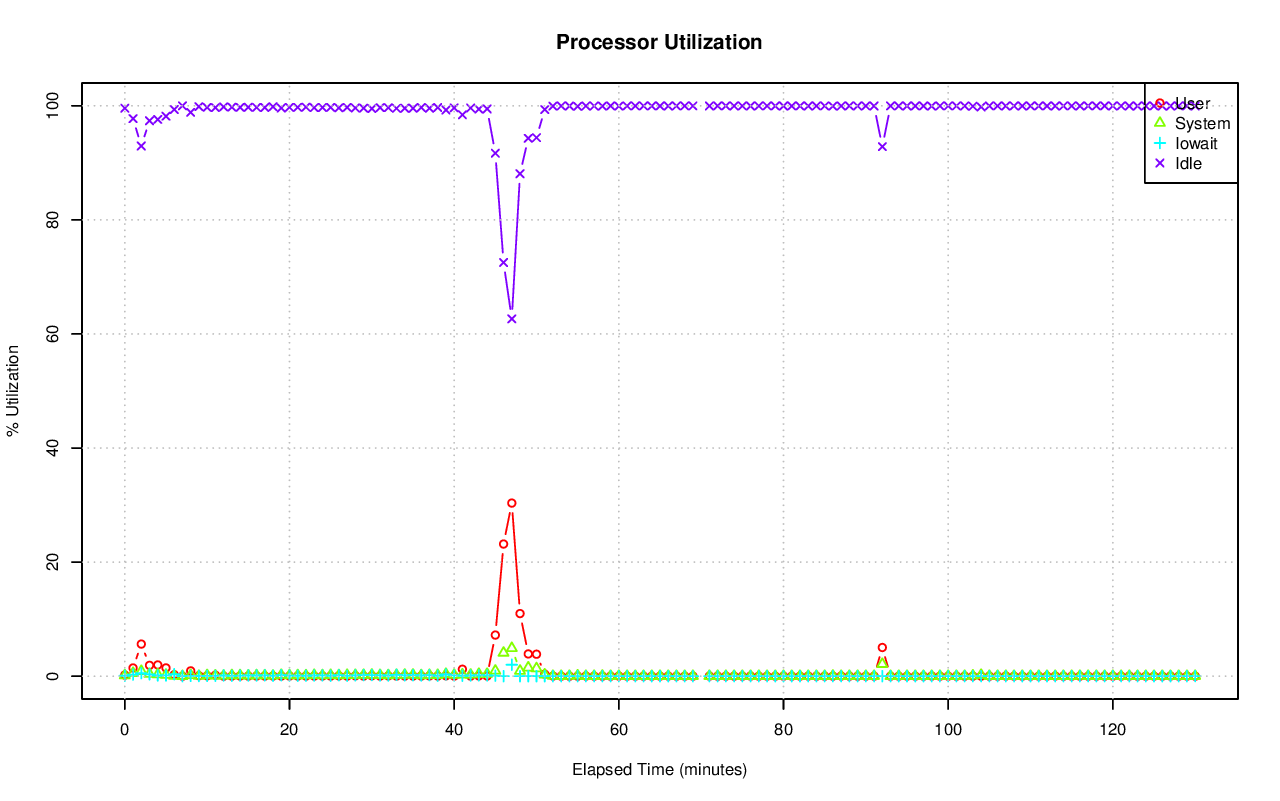 Processor Utilization
% Utilization
100
80
60
40
20
0
User
System
Iowait
Idle
0 20 40 60 80 100 120
Elapsed Time (minutes)